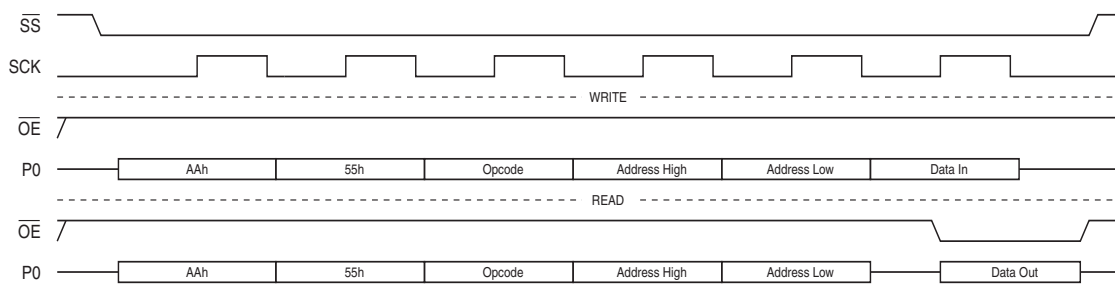 SS
SCK
WRITE
OE
P0 AAh 55h Opcode Address High Address Low Data In
READ
OE
P0 AAh 55h Opcode Address High Address Low Data Out